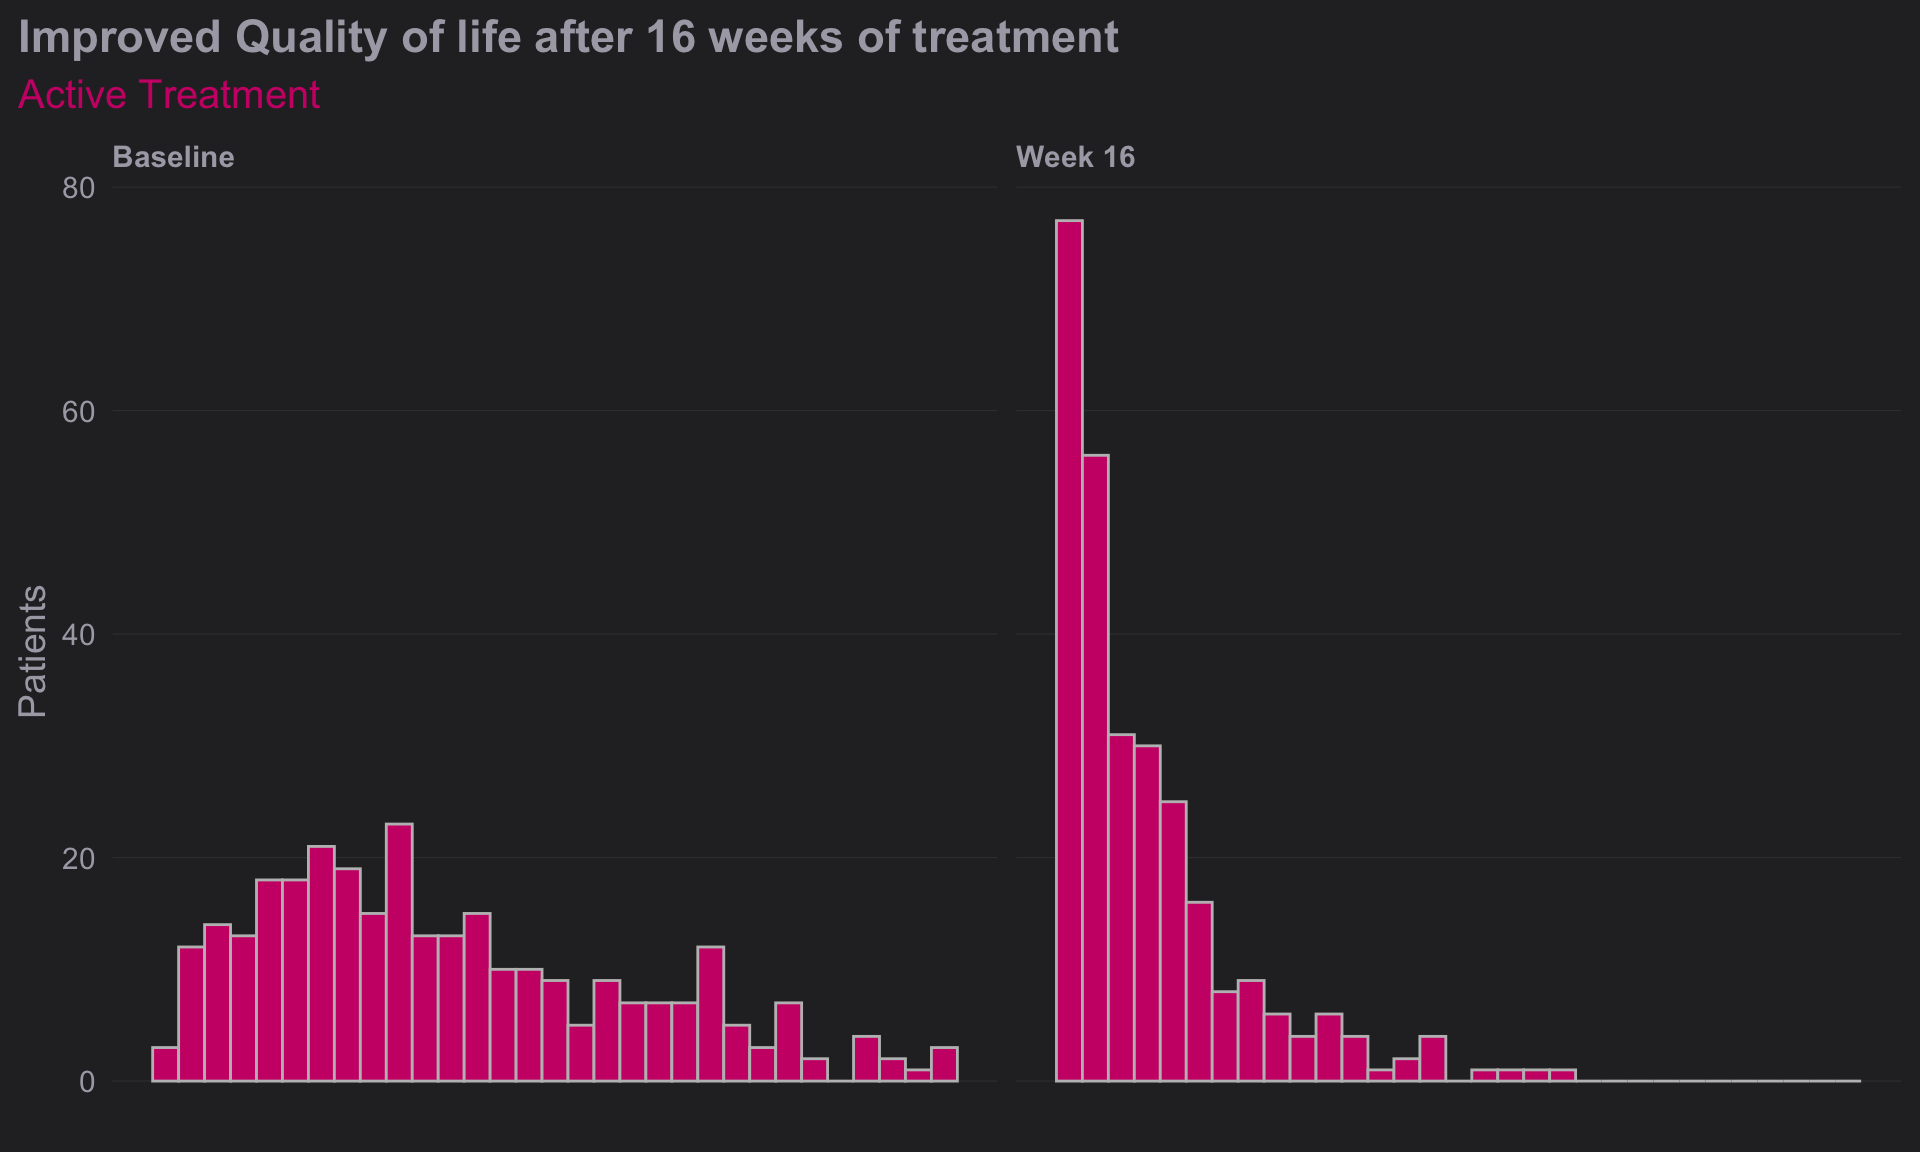 Improved Quality of life after 16 weeks of treatment
Active Treatment
Baseline
Week 16
80
60
40
20
0
Patients